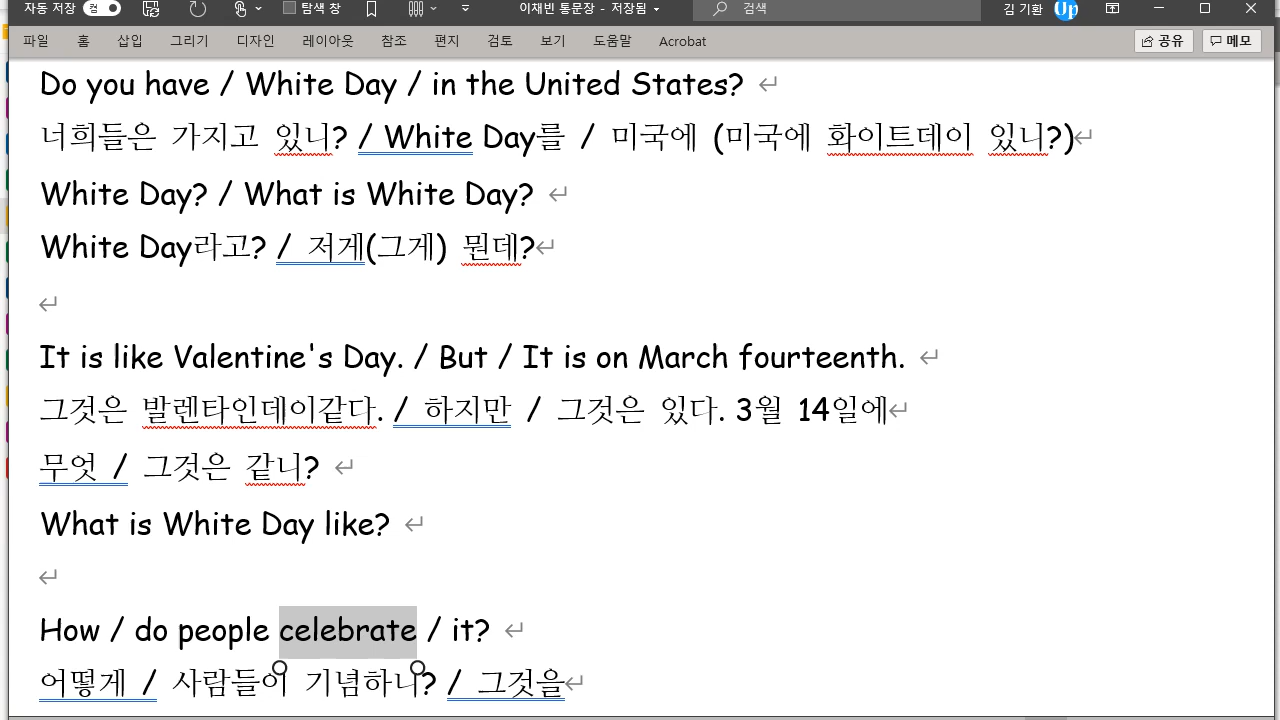 자동 저장 컴 탐색 창 이채빈 통문장 - 저장됨 검색 김 기환 Up
파일 홈 삽입 그리기 디자인 레이아웃 참조 편지 검토 보기 도움말 Acrobat 공유 메모
Do you have / White Day / in the United States? ↵
너희들은 가지고 있니? / White Day를 / 미국에 (미국에 화이트데이 있니?)↵
White Day? / What is White Day? ↵
White Day라고? / 저게(그게) 뭔데?↵
↵
It is like Valentine's Day. / But / It is on March fourteenth. ↵
그것은 발렌타인데이같다. / 하지만 / 그것은 있다. 3월 14일에↵
무엇 / 그것은 같니? ↵
What is White Day like? ↵
↵
How / do people celebrate / it? ↵
어떻게 / 사람들이 기념하니? / 그것을↵